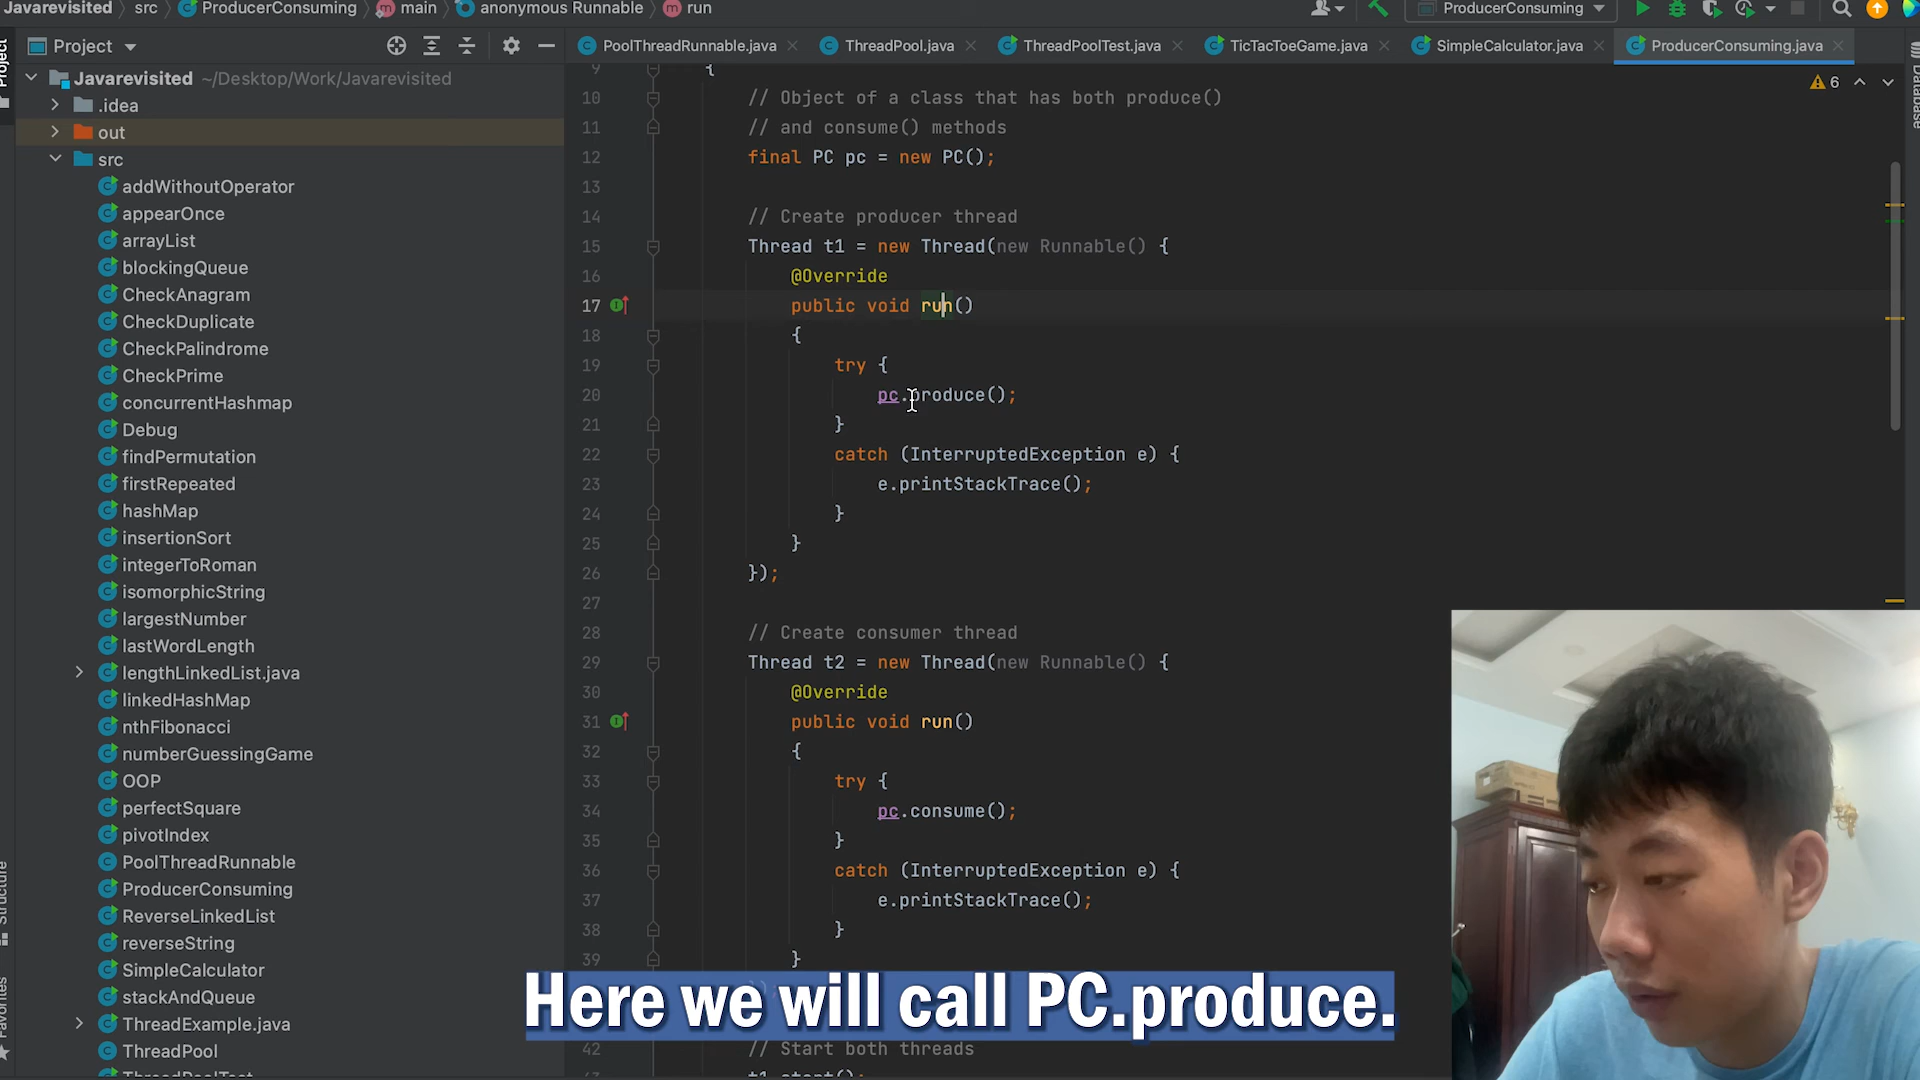 Javarevisited src ProducerConsuming main anonymous Runnable run ProducerConsuming
Project
PoolThreadRunnable.java ThreadPool.java ThreadPoolTest.java TicTacToeGame.java SimpleCalculator.java ProducerConsuming.java
Project
Database
Structure
Favorites
Javarevisited ~/Desktop/Work/Javarevisited
.idea
out
src
addWithoutOperator
appearOnce
arrayList
blockingQueue
CheckAnagram
CheckDuplicate
CheckPalindrome
CheckPrime
concurrentHashmap
Debug
findPermutation
firstRepeated
hashMap
insertionSort
integerToRoman
isomorphicString
largestNumber
lastWordLength
lengthLinkedList.java
linkedHashMap
nthFibonacci
numberGuessingGame
OOP
perfectSquare
pivotIndex
PoolThreadRunnable
ProducerConsuming
ReverseLinkedList
reverseString
SimpleCalculator
stackAndQueue
ThreadExample.java
ThreadPool
ThreadPoolTest
6
9 {
10 // Object of a class that has both produce()
11 // and consume() methods
12 final PC pc = new PC();
13
14 // Create producer thread
15 Thread t1 = new Thread(new Runnable() {
16 @Override
17 public void run()
18 {
19 try {
20 pc.produce();
21 }
22 catch (InterruptedException e) {
23 e.printStackTrace();
24 }
25 }
26 });
27
28 // Create consumer thread
29 Thread t2 = new Thread(new Runnable() {
30 @Override
31 public void run()
32 {
33 try {
34 pc.consume();
35 }
36 catch (InterruptedException e) {
37 e.printStackTrace();
38 }
39 }
Here we will call PC.produce.
42 // Start both threads
t1.start();